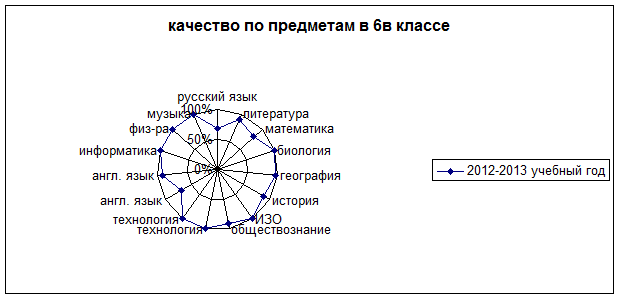 качество по предметам в 6в классе
русский язык
литература
математика
биология
география
история
ИЗО
обществознание
технология
технология
англ. язык
англ. язык
информатика
физ-ра
музыка
100%
50%
0%
2012-2013 учебный год